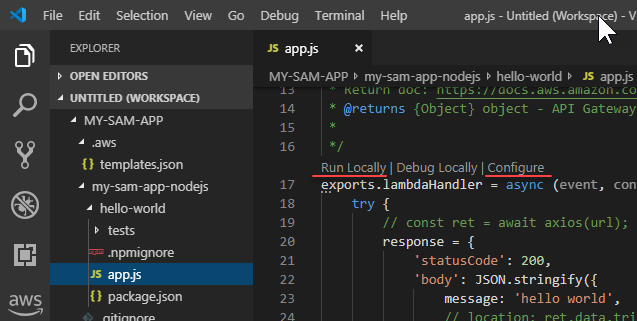 File Edit Selection View Go Debug Terminal Help app.js - Untitled (Workspace) - V
EXPLORER
OPEN EDITORS
UNTITLED (WORKSPACE)
MY-SAM-APP
.aws
templates.json
my-sam-app-nodejs
hello-world
tests
.npmignore
JS app.js
package.json
.gitignore
aws
JS app.js ×
MY-SAM-APP › my-sam-app-nodejs › hello-world › JS app.js
13 * Return doc: https://docs.aws.amazon.co
14 * @returns {Object} object - API Gateway
15 *
16 */
Run Locally | Debug Locally | Configure
17 exports.lambdaHandler = async (event, con
18 try {
19 // const ret = await axios(url);
20 response = {
21 'statusCode': 200,
22 'body': JSON.stringify({
23 message: 'hello world',
24 // location: ret.data.tri